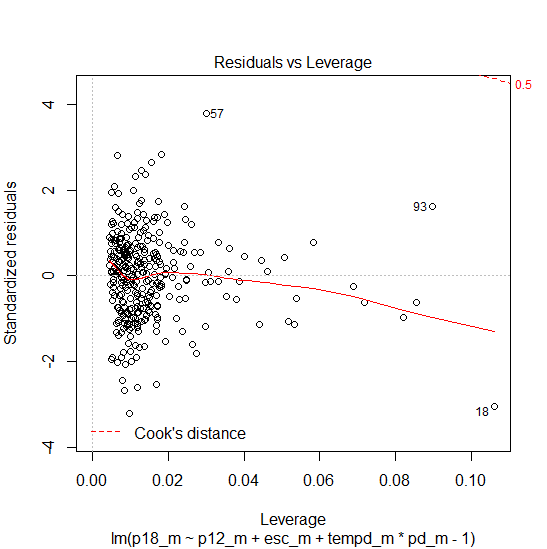 Residuals vs Leverage
0.5
4
57
2
93
0
-2
18
-4
Cook's distance
Standardized residuals
0.00 0.02 0.04 0.06 0.08 0.10
Leverage
lm(p18_m ~ p12_m + esc_m + tempd_m * pd_m - 1)